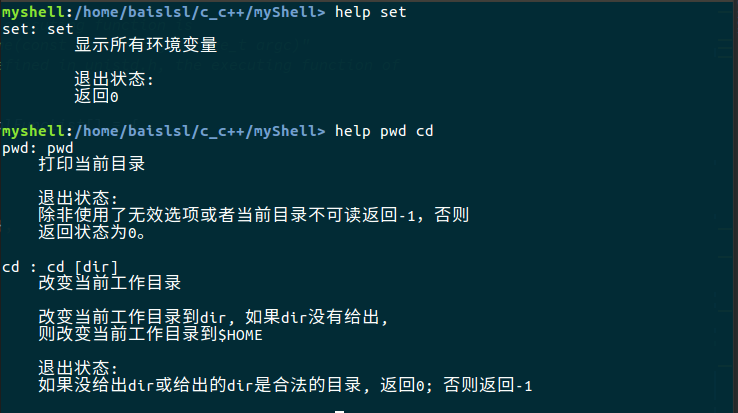 myshell:/home/baislsl/c_c++/myShell> help set
set: set
显示所有环境变量
退出状态:
返回0
myshell:/home/baislsl/c_c++/myShell> help pwd cd
pwd: pwd
打印当前目录
退出状态:
除非使用了无效选项或者当前目录不可读返回-1，否则
返回状态为0。
cd : cd [dir]
改变当前工作目录
改变当前工作目录到dir, 如果dir没有给出,
则改变当前工作目录到$HOME
退出状态:
如果没给出dir或给出的dir是合法的目录, 返回0; 否则返回-1